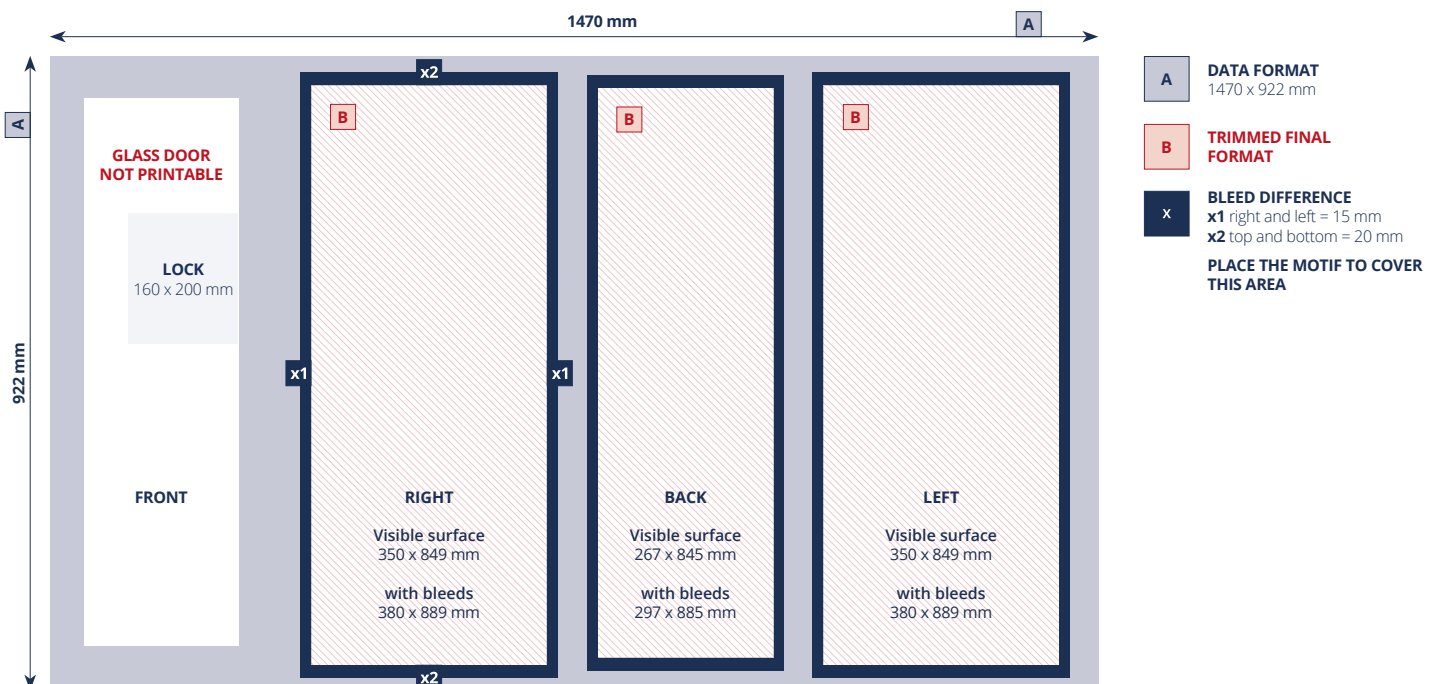 1470 mm
A
A
922 mm
GLASS DOOR
NOT PRINTABLE
LOCK
160 x 200 mm
FRONT
x2
B
x1
x1
RIGHT
Visible surface
350 x 849 mm
with bleeds
380 x 889 mm
x2
B
BACK
Visible surface
267 x 845 mm
with bleeds
297 x 885 mm
B
LEFT
Visible surface
350 x 849 mm
with bleeds
380 x 889 mm
A
DATA FORMAT
1470 x 922 mm
B
TRIMMED FINAL
FORMAT
x
BLEED DIFFERENCE
x1 right and left = 15 mm
x2 top and bottom = 20 mm
PLACE THE MOTIF TO COVER
THIS AREA